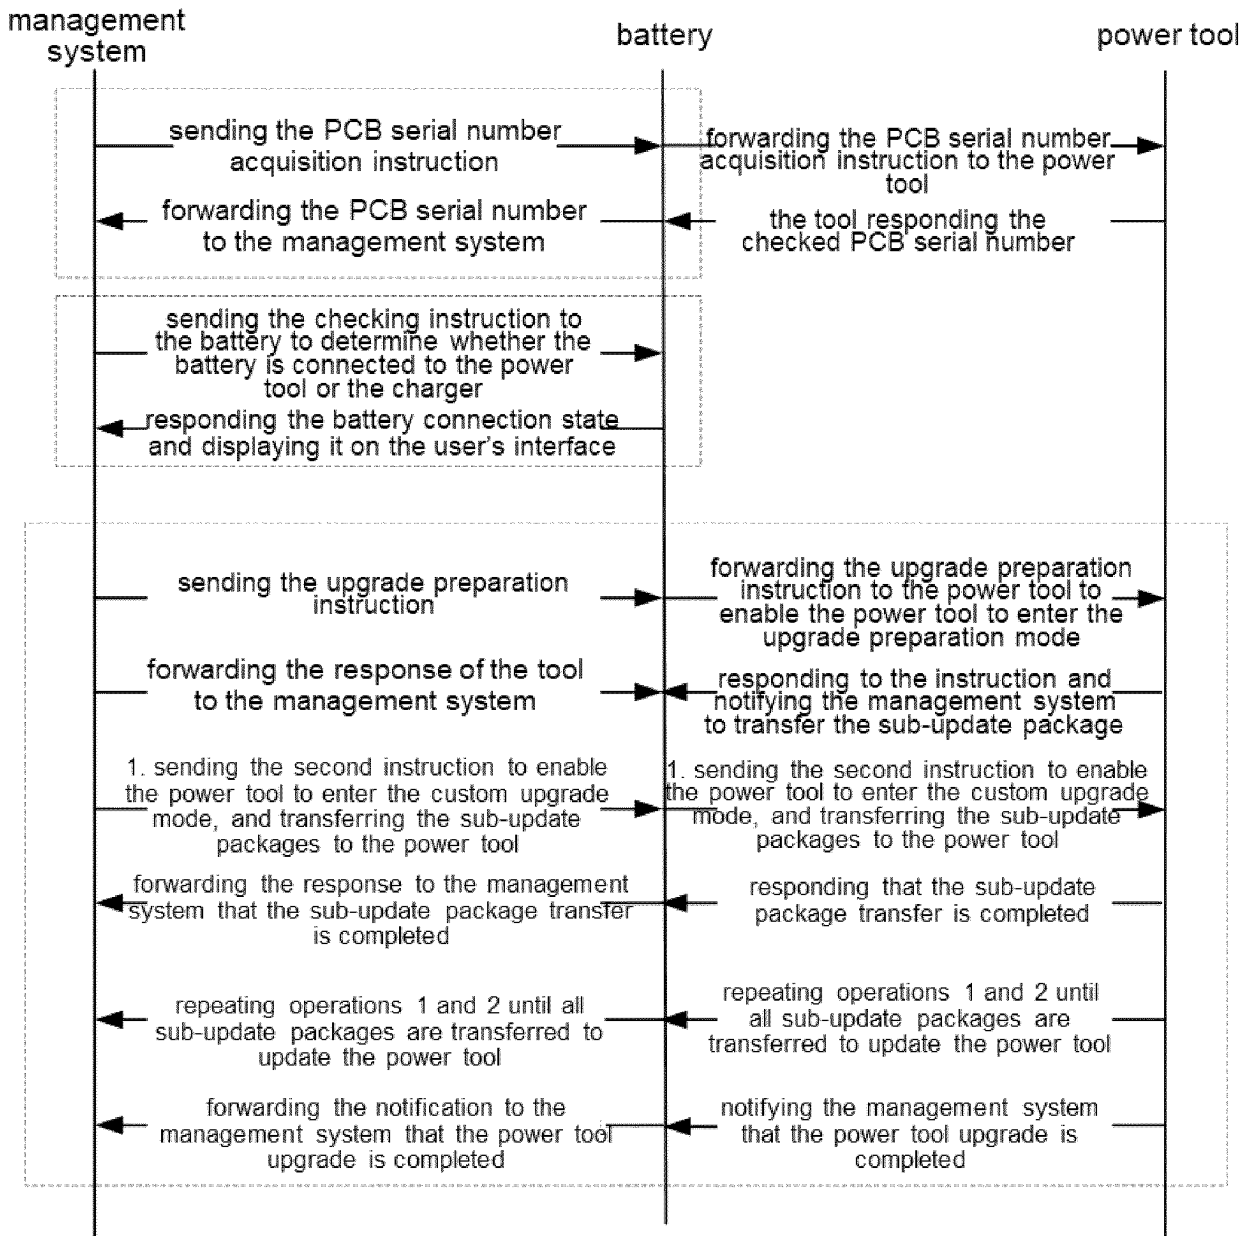 management
system
battery
power tool
sending the PCB serial number
acquisition instruction
forwarding the PCB serial number
acquisition instruction to the power
tool
forwarding the PCB serial number
to the management system
the tool responding the
checked PCB serial number
sending the checking instruction to
the battery to determine whether the
battery is connected to the power
tool or the charger
responding the battery connection state
and displaying it on the user's interface
sending the upgrade preparation
instruction
forwarding the upgrade preparation
instruction to the power tool to
enable the power tool to enter the
upgrade preparation mode
forwarding the response of the tool
to the management system
responding to the instruction and
notifying the management system
to transfer the sub-update package
1. sending the second instruction to enable
the power tool to enter the custom upgrade
mode, and transferring the sub-update
packages to the power tool
1. sending the second instruction to enable
the power tool to enter the custom upgrade
mode, and transferring the sub-update
packages to the power tool
forwarding the response to the management
system that the sub-update package transfer
is completed
responding that the sub-update
package transfer is completed
repeating operations 1 and 2 until all
sub-update packages are transferred to
update the power tool
repeating operations 1 and 2 until
all sub-update packages are
transferred to update the power tool
forwarding the notification to the
management system that the power tool
upgrade is completed
notifying the management system
that the power tool upgrade is
completed